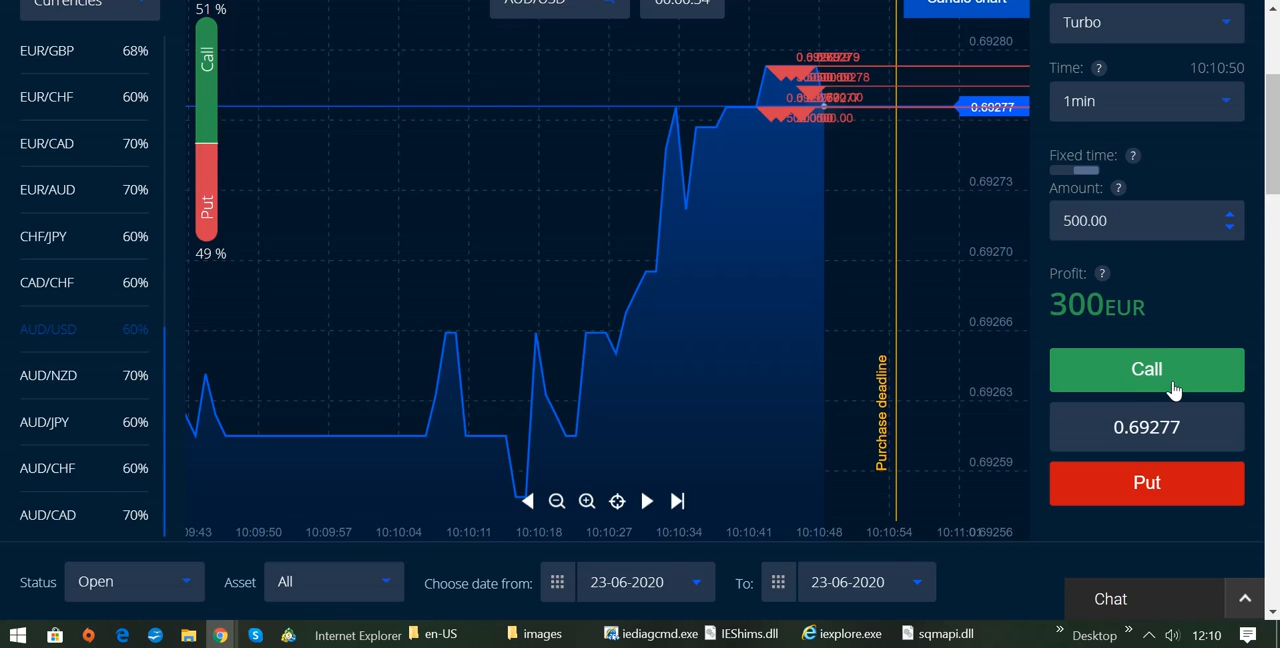 Currencies
51 %
Call
Put
49 %
EUR/GBP 68%
EUR/CHF 60%
EUR/CAD 70%
EUR/AUD 70%
CHF/JPY 60%
CAD/CHF 60%
AUD/USD 60%
AUD/NZD 70%
AUD/JPY 60%
AUD/CHF 60%
AUD/CAD 70%
AUD/USD
Candle chart
0.69280
0.69277
0.69273
0.69270
0.69266
0.69263
0.69259
0.69256
Purchase deadline
10:09:50
10:09:57
10:10:04
10:10:11
10:10:18
10:10:27
10:10:34
10:10:41
10:10:48
10:10:54
Turbo
Time: ? 10:10:50
1min
Fixed time: ?
Amount: ?
500.00
Profit: ?
300EUR
Call
0.69277
Put
Status Open Asset All Choose date from: 23-06-2020 To: 23-06-2020
Chat
Internet Explorer en-US images iediagcmd.exe IEShims.dll iexplore.exe sqmapi.dll » Desktop » 12:10